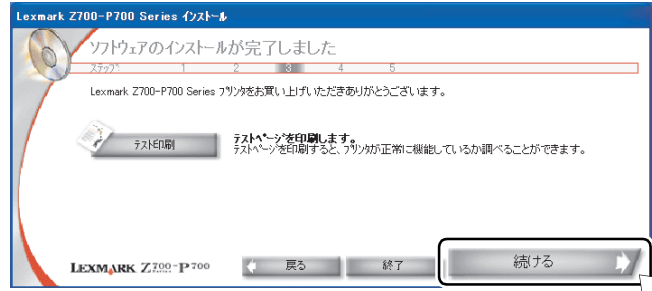 Lexmark Z700-P700 Series インストール
ソフトウェアのインストールが完了しました
ステップ: 1 2 3 4 5
Lexmark Z700-P700 Series プリンタをお買い上げいただきありがとうございます。
テスト印刷
テストページを印刷します。
テストページを印刷すると、プリンタが正常に機能しているか調べることができます。
LEXMARK Z700-P700 Series
戻る
終了
続ける